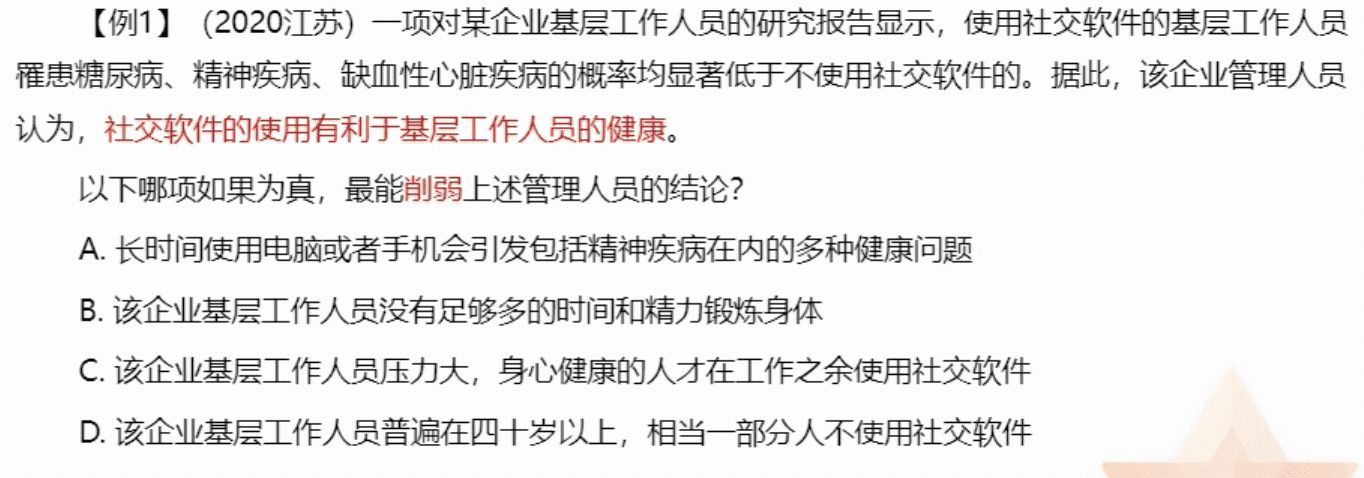 【例1】（2020江苏）一项对某企业基层工作人员的研究报告显示，使用社交软件的基层工作人员
罹患糖尿病、精神疾病、缺血性心脏疾病的概率均显著低于不使用社交软件的。据此，该企业管理人员
认为，社交软件的使用有利于基层工作人员的健康。
以下哪项如果为真，最能削弱上述管理人员的结论？
A. 长时间使用电脑或者手机会引发包括精神疾病在内的多种健康问题
B. 该企业基层工作人员没有足够多的时间和精力锻炼身体
C. 该企业基层工作人员压力大，身心健康的人才在工作之余使用社交软件
D. 该企业基层工作人员普遍在四十岁以上，相当一部分人不使用社交软件